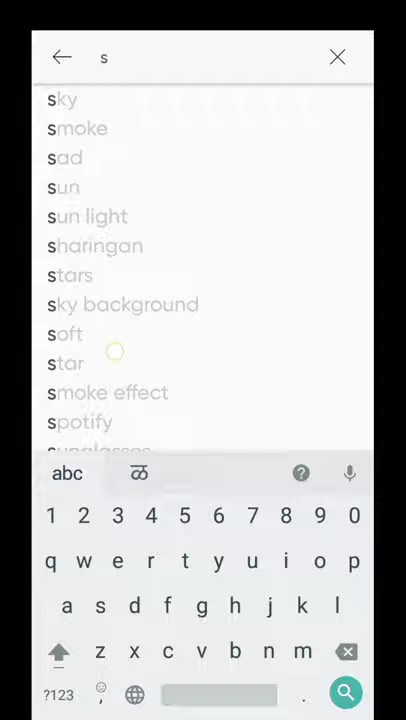 s
sky
smoke
sad
sun
sun light
sharingan
stars
sky background
soft
star
smoke effect
spotify
sunglasses
abc
1 2 3 4 5 6 7 8 9 0
q w e r t y u i o p
a s d f g h j k l
z x c v b n m
?123 , .